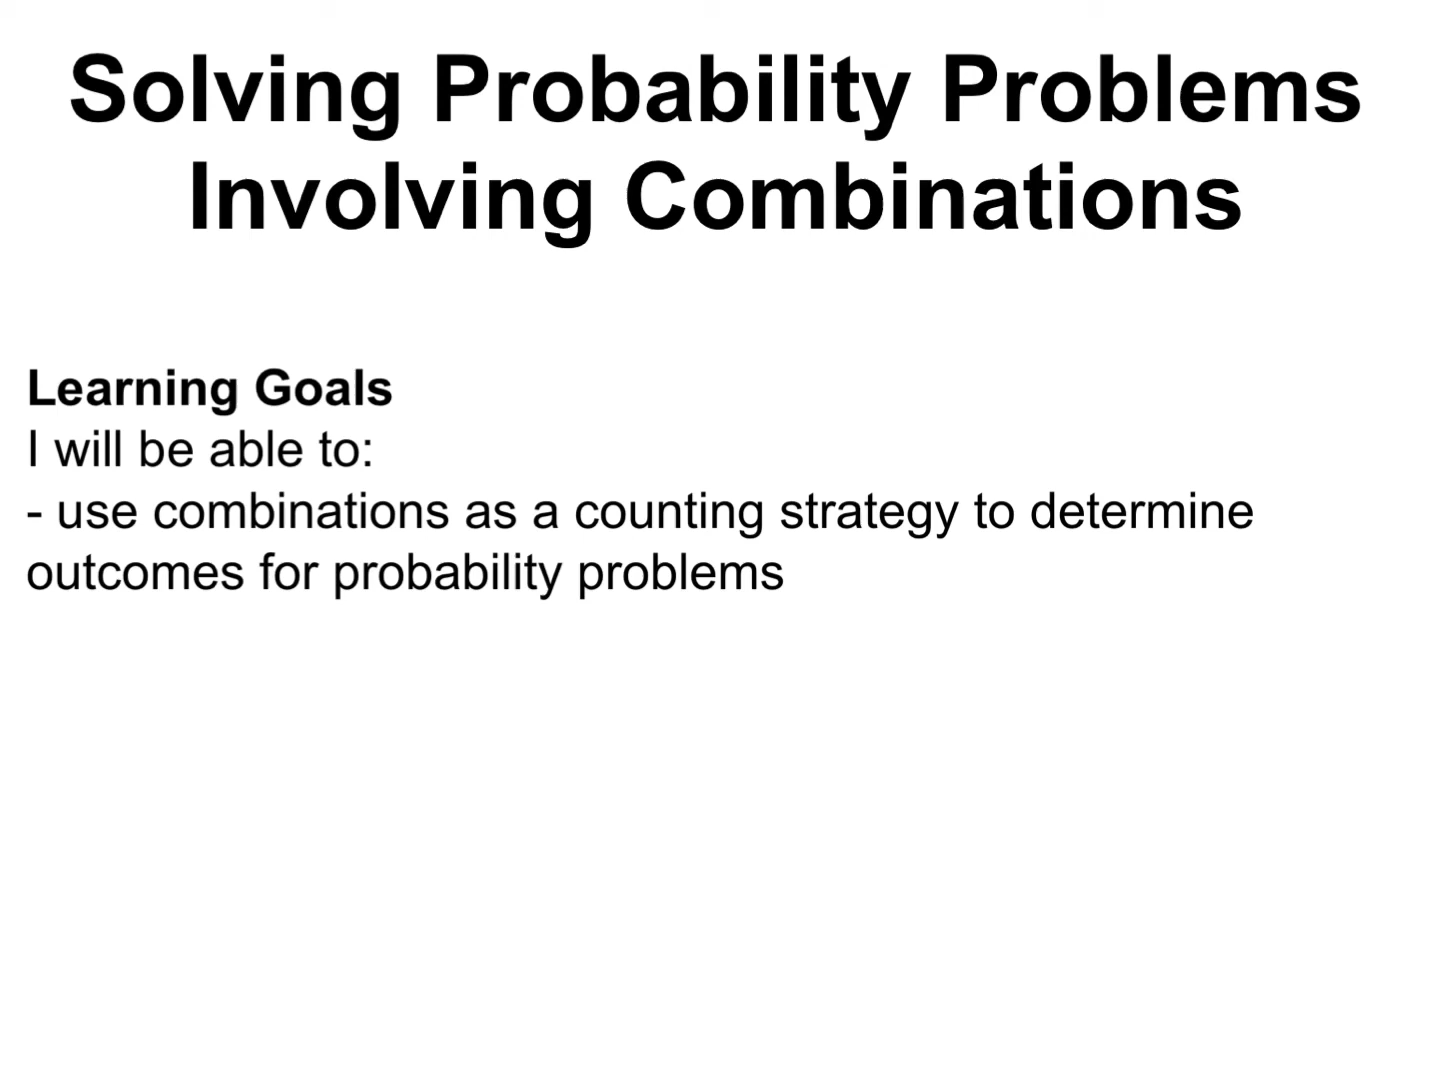 Solving Probability Problems
Involving Combinations
Learning Goals
I will be able to:
- use combinations as a counting strategy to determine
outcomes for probability problems